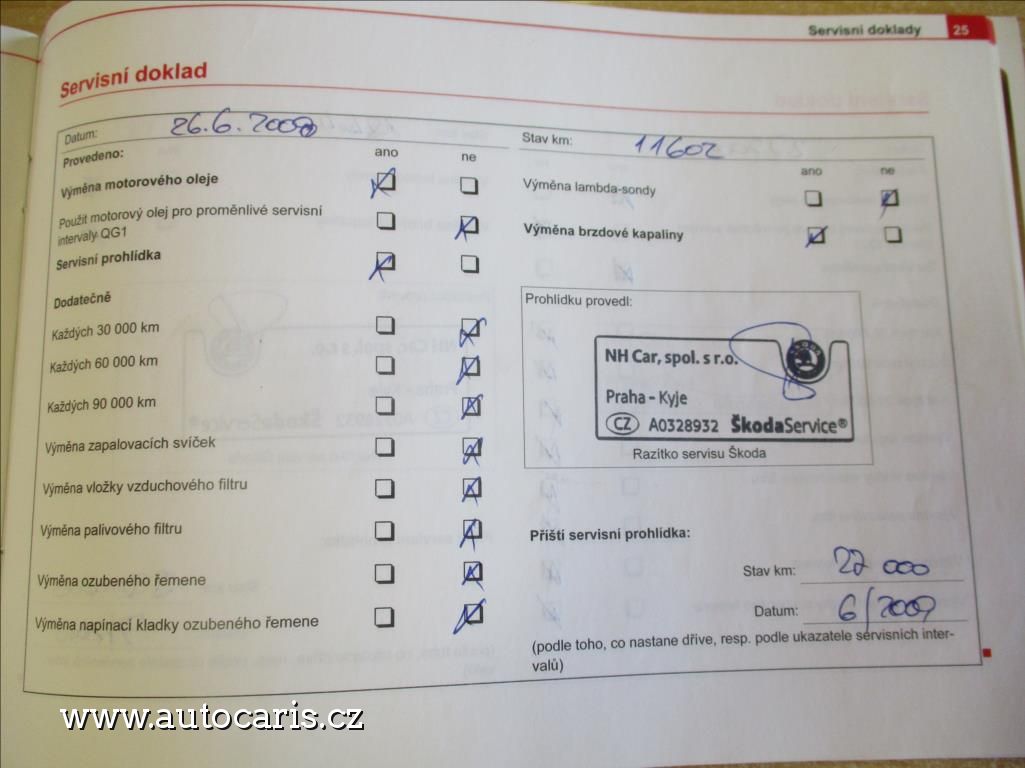 Servisní doklady 25
Servisní doklad
Datum: 26.6.2008
Stav km: 11602
Provedeno: ano ne
ano ne
Výměna motorového oleje
Výměna lambda-sondy
Použit motorový olej pro proměnlivé servisní
intervaly QG1
Výměna brzdové kapaliny
Servisní prohlídka
Dodatečně
Každých 30 000 km
Každých 60 000 km
Každých 90 000 km
Výměna zapalovacích svíček
Výměna vložky vzduchového filtru
Výměna palivového filtru
Výměna ozubeného řemene
Výměna napínací kladky ozubeného řemene
Prohlídku provedl:
NH Car, spol. s r.o.
ŠKODA
Praha - Kyje
CZ A0328932 ŠkodaService®
Razítko servisu Škoda
Příští servisní prohlídka:
Stav km: 27 000
Datum: 6/2009
(podle toho, co nastane dříve, resp. podle ukazatele servisních inter-
valů)
www.autocaris.cz